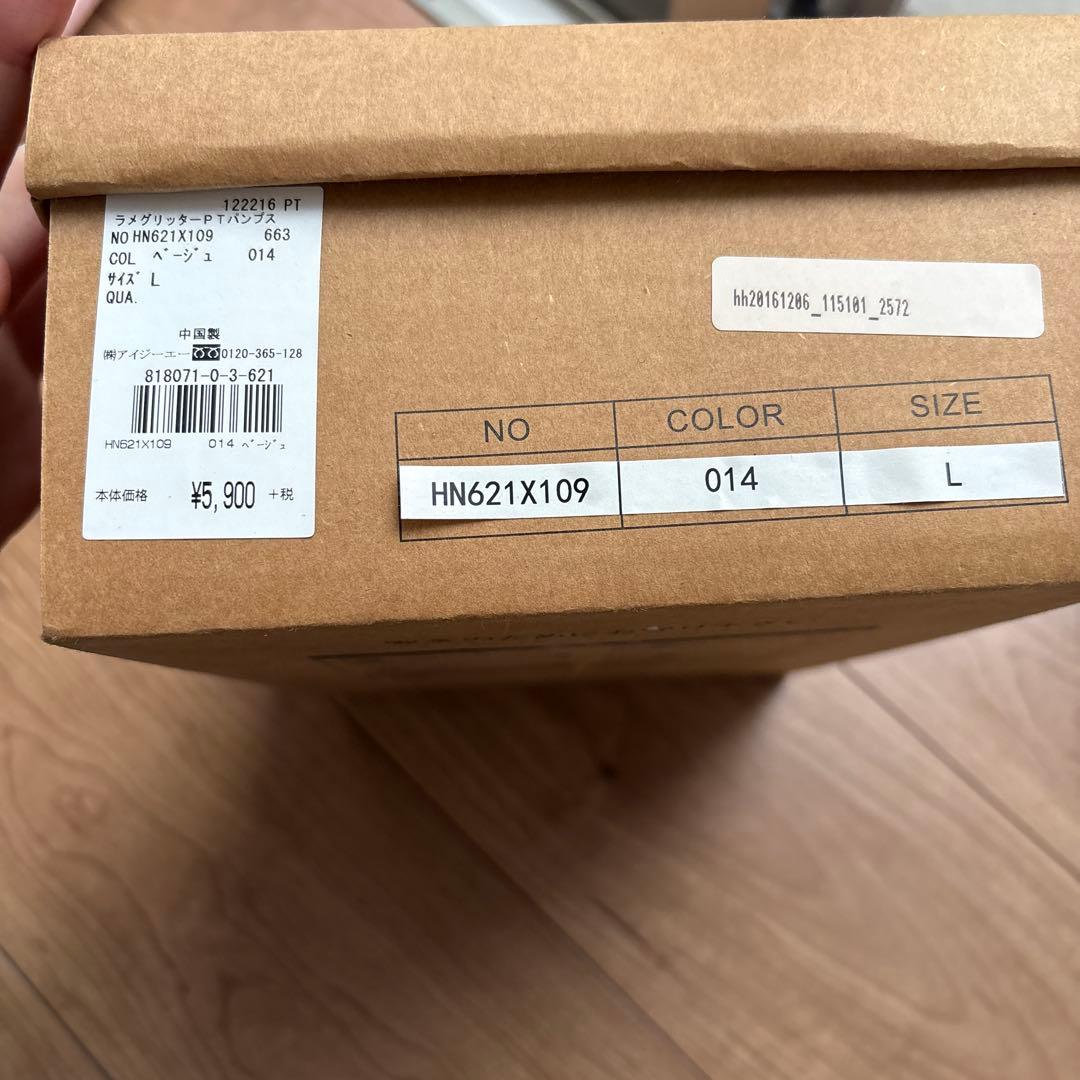 122216 PT
ラメグリッターPTパンプス
NO HN621X109 663
COL ベージュ 014
サイズ L
QUA.
中国製
㈱アイジーエー 0120-365-128
818071-0-3-621
HN621X109 014 ベージュ
本体価格 ¥5,900 +税
hh20161206_115101_2572
NO COLOR SIZE
HN621X109 014 L